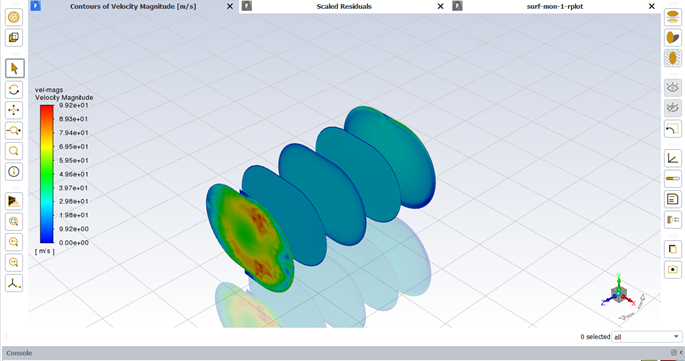 Contours of Velocity Magnitude [m/s]
Scaled Residuals
surf-mon-1-rplot
vel-mags
Velocity Magnitude
9.92e+01
8.93e+01
7.94e+01
6.95e+01
5.95e+01
4.96e+01
3.97e+01
2.98e+01
1.98e+01
9.92e+00
0.00e+00
[ m/s ]
Y
Z
X
0 selected
all
Console